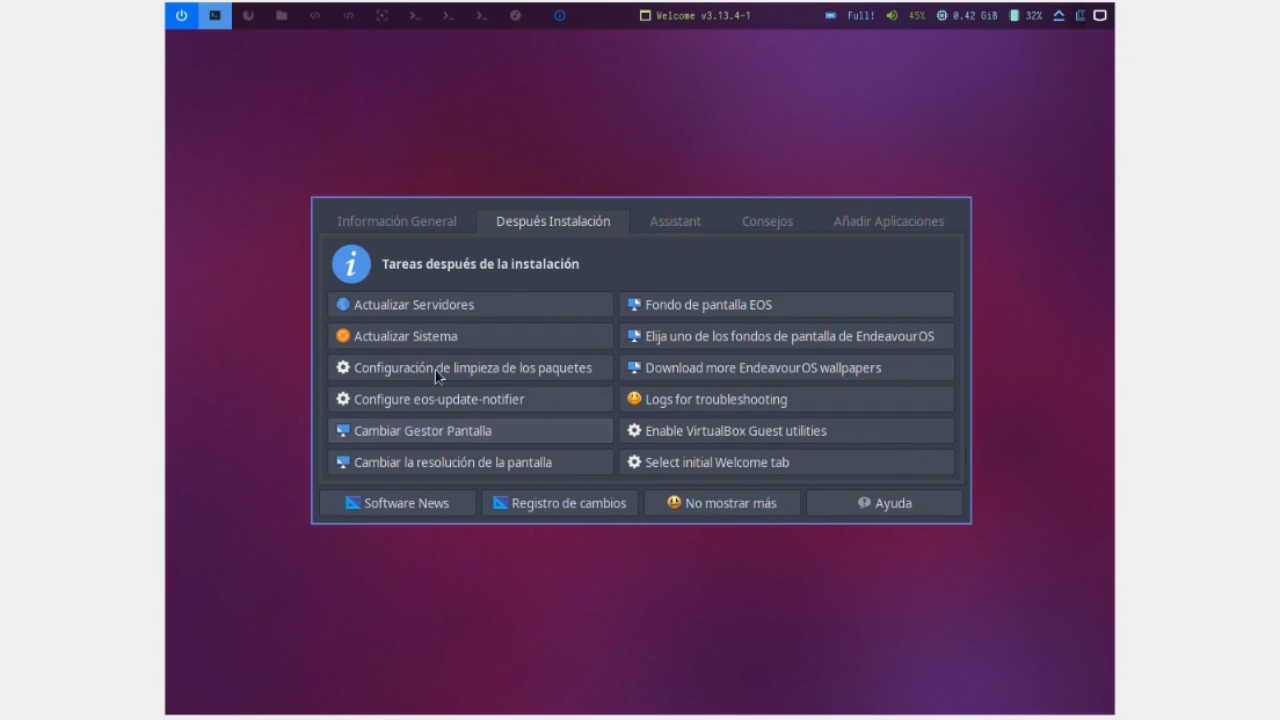 Welcome v3.13.4-1
Full! 45% 0.42 GiB 32%
Información General Después Instalación Assistant Consejos Añadir Aplicaciones
Tareas después de la instalación
Actualizar Servidores
Fondo de pantalla EOS
Actualizar Sistema
Elija uno de los fondos de pantalla de EndeavourOS
Configuración de limpieza de los paquetes
Download more EndeavourOS wallpapers
Configure eos-update-notifier
Logs for troubleshooting
Cambiar Gestor Pantalla
Enable VirtualBox Guest utilities
Cambiar la resolución de la pantalla
Select initial Welcome tab
Software News Registro de cambios No mostrar más Ayuda